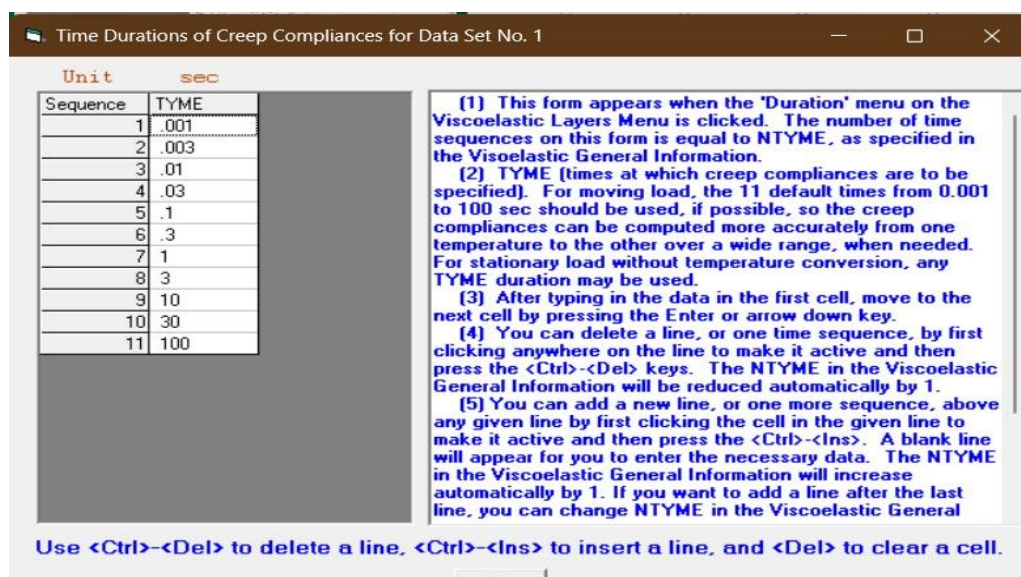 Time Durations of Creep Compliances for Data Set No. 1
Unit sec
Sequence TYME
1 .001
2 .003
3 .01
4 .03
5 .1
6 .3
7 1
8 3
9 10
10 30
11 100
(1) This form appears when the 'Duration' menu on the
Viscoelastic Layers Menu is clicked. The number of time
sequences on this form is equal to NTYME, as specified in
the Visoelastic General Information.
(2) TYME (times at which creep compliances are to be
specified). For moving load, the 11 default times from 0.001
to 100 sec should be used, if possible, so the creep
compliances can be computed more accurately from one
temperature to the other over a wide range, when needed.
For stationary load without temperature conversion, any
TYME duration may be used.
(3) After typing in the data in the first cell, move to the
next cell by pressing the Enter or arrow down key.
(4) You can delete a line, or one time sequence, by first
clicking anywhere on the line to make it active and then
press the <Ctrl>-<Del> keys. The NTYME in the Viscoelastic
General Information will be reduced automatically by 1.
(5) You can add a new line, or one more sequence, above
any given line by first clicking the cell in the given line to
make it active and then press the <Ctrl>-<Ins>. A blank line
will appear for you to enter the necessary data. The NTYME
in the Viscoelastic General Information will increase
automatically by 1. If you want to add a line after the last
line, you can change NTYME in the Viscoelastic General
Use <Ctrl>-<Del> to delete a line, <Ctrl>-<Ins> to insert a line, and <Del> to clear a cell.